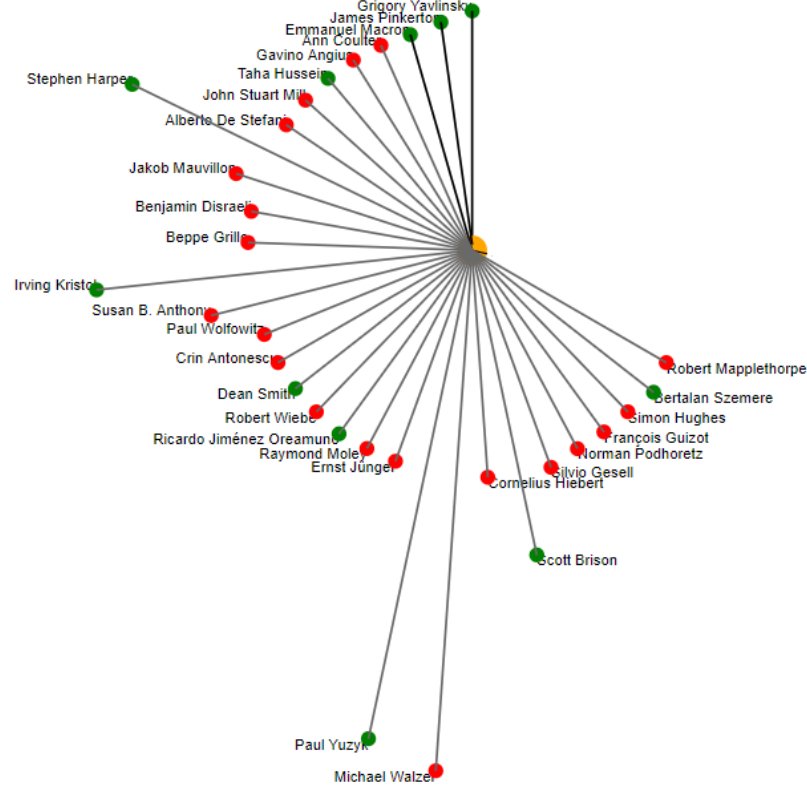 Grigory Yavlinsky
James Pinkerton
Emmanuel Macron
Ann Coulter
Gavino Angius
Taha Hussein
Stephen Harper
John Stuart Mill
Alberto De Stefani
Jakob Mauvillon
Benjamin Disraeli
Beppe Grillo
Irving Kristol
Susan B. Anthony
Paul Wolfowitz
Crin Antonescu
Robert Mapplethorpe
Dean Smith
Bertalan Szemere
Robert Wiebe
Simon Hughes
Ricardo Jiménez Oreamuno
François Guizot
Raymond Moley
Norman Podhoretz
Ernst Jünger
Silvio Gesell
Cornelius Hiebert
Scott Brison
Paul Yuzyk
Michael Walzer